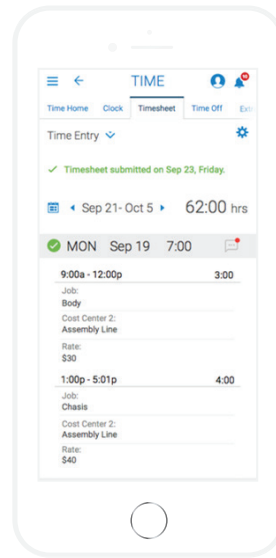 TIME
Time Home Clock Timesheet Time Off
Time Entry
Timesheet submitted on Sep 23, Friday.
Sep 21- Oct 5 62:00 hrs
MON Sep 19 7:00
9:00a - 12:00p 3:00
Job:
Body
Cost Center 2:
Assembly Line
Rate:
$30
1:00p - 5:01p 4:00
Job:
Chasis
Cost Center 2:
Assembly Line
Rate:
$40